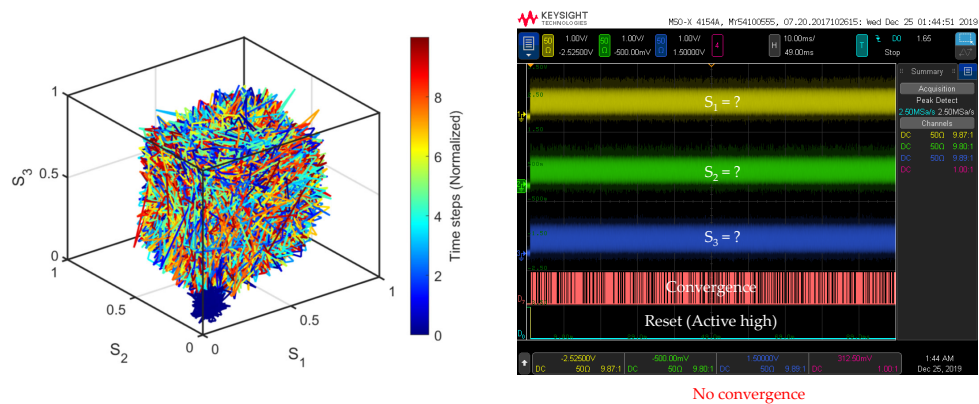 KEYSIGHT
TECHNOLOGIES
MSO-X 4154A, MY54100555, 07.20.2017102615: Wed Dec 25 01:44:51 2019
50 Ω 1.00V/ -2.52500V
50 Ω 1.00V/ -500.00mV
50 Ω 1.00V/ 1.50000V
4
H 10.00ms/ 49.00ms
T D0 1.65
Stop
Summary
Acquisition
Peak Detect
2.50MSa/s 2.50MSa/s
Channels
DC 50Ω 9.87:1
DC 50Ω 9.80:1
DC 50Ω 9.89:1
DC 1.00:1
S1 = ?
S2 = ?
S3 = ?
Convergence
Reset (Active high)
-2.52500V
DC 50Ω 9.87:1
-500.00mV
DC 50Ω 9.80:1
1.50000V
DC 50Ω 9.89:1
312.50mV
DC 1.00:1
1:44 AM
Dec 25, 2019
No convergence
S3
1
0.5
0
1
0.5
0
S2
0
0.5
1
S1
8
6
4
2
0
Time steps (Normalized)